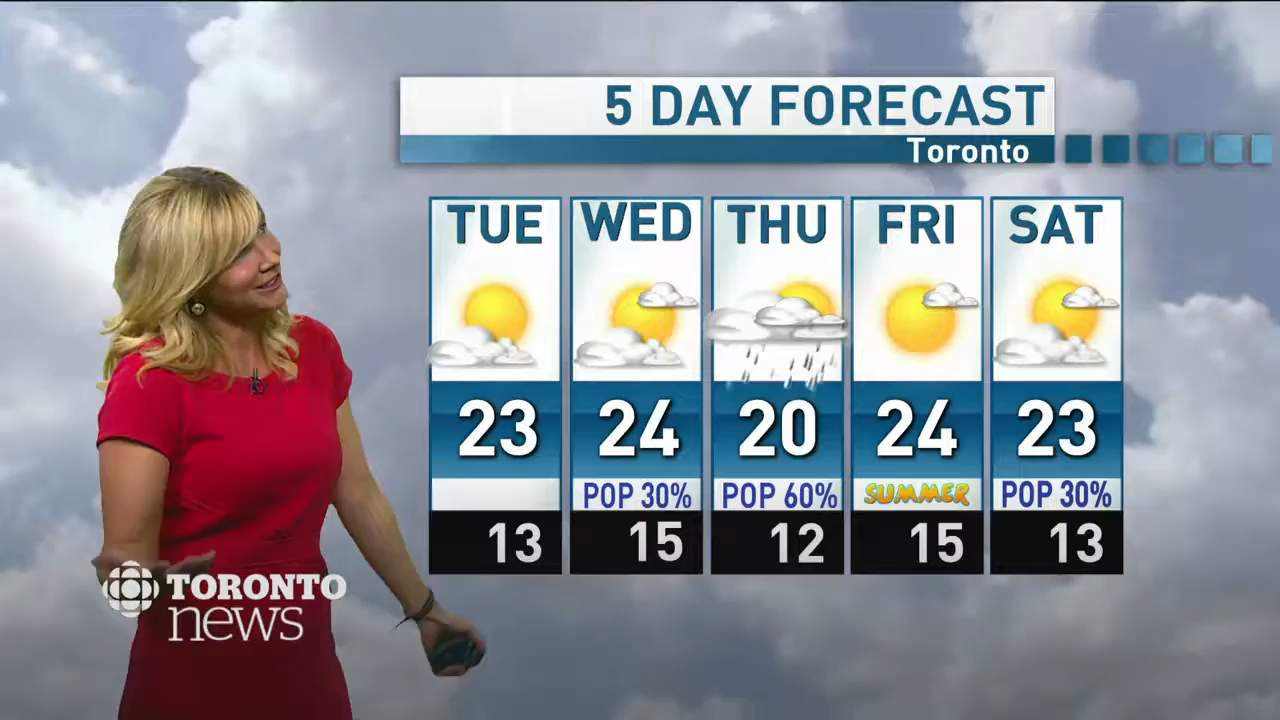 5 DAY FORECAST
Toronto
TUE WED THU FRI SAT
23 24 20 24 23
POP 30% POP 60% SUMMER POP 30%
13 15 12 15 13
TORONTO
news